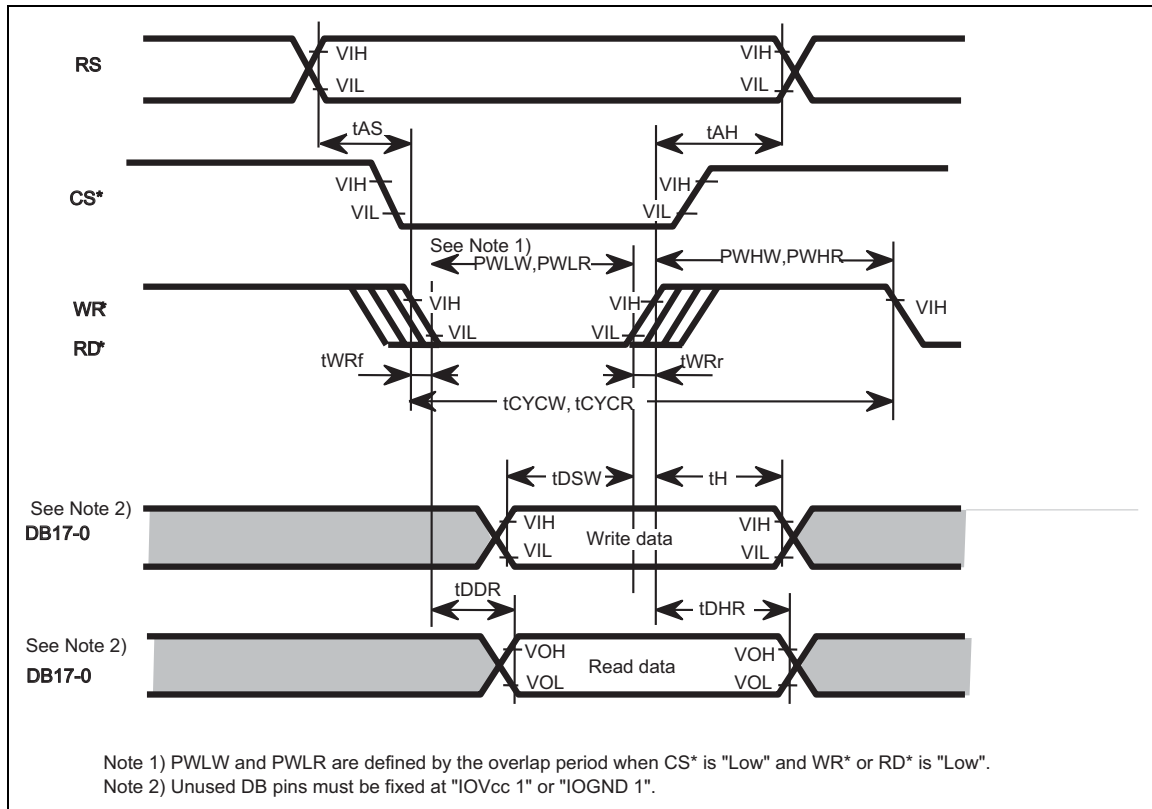 RS
VIH
VIH
VIL
VIL
tAS
tAH
CS*
VIH
VIH
VIL
VIL
See Note 1)
PWLW,PWLR
PWHW,PWHR
WR*
VIH
VIH
VIH
VIL
VIL
RD*
tWRf
tWRr
tCYCW, tCYCR
tDSW
tH
See Note 2)
DB17-0
VIH
VIH
Write data
VIL
VIL
tDDR
tDHR
See Note 2)
DB17-0
VOH
VOH
Read data
VOL
VOL
Note 1) PWLW and PWLR are defined by the overlap period when CS* is "Low" and WR* or RD* is "Low".
Note 2) Unused DB pins must be fixed at "IOVcc 1" or "IOGND 1".